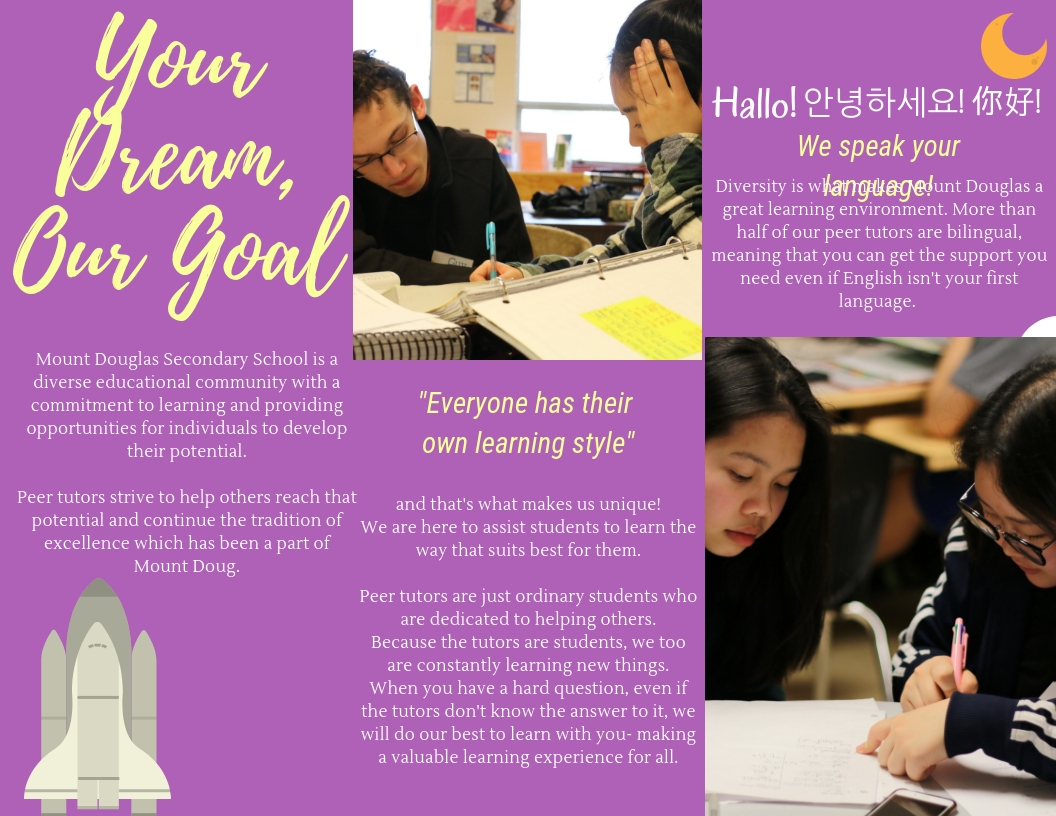 Your
Dream,
Our Goal
Mount Douglas Secondary School is a
diverse educational community with a
commitment to learning and providing
opportunities for individuals to develop
their potential.
Peer tutors strive to help others reach that
potential and continue the tradition of
excellence which has been a part of
Mount Doug.
"Everyone has their
own learning style"
and that's what makes us unique!
We are here to assist students to learn the
way that suits best for them.
Peer tutors are just ordinary students who
are dedicated to helping others.
Because the tutors are students, we too
are constantly learning new things.
When you have a hard question, even if
the tutors don't know the answer to it, we
will do our best to learn with you- making
a valuable learning experience for all.
Hallo! 안녕하세요! 你好!
We speak your
language!
Diversity is what makes Mount Douglas a
great learning environment. More than
half of our peer tutors are bilingual,
meaning that you can get the support you
need even if English isn't your first
language.